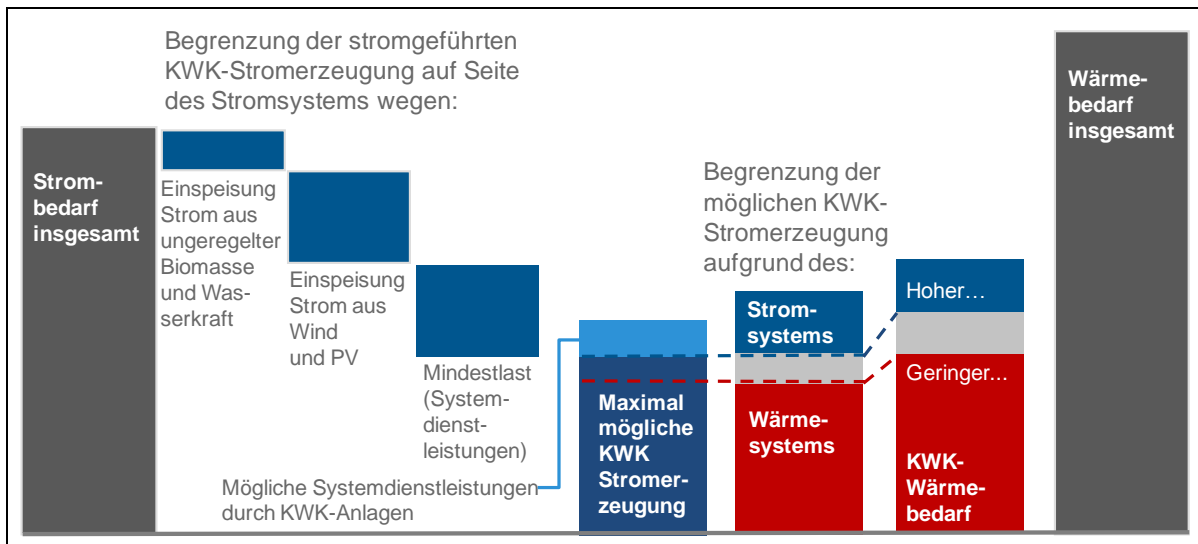 Begrenzung der stromgeführten
KWK-Stromerzeugung auf Seite
des Stromsystems wegen:
Strom-
bedarf
insgesamt
Einspeisung
Strom aus
ungeregelter
Biomasse
und Was-
serkraft
Einspeisung
Strom aus
Wind
und PV
Mindestlast
(System-
dienst-
leistungen)
Mögliche Systemdienstleistungen
durch KWK-Anlagen
Maximal
mögliche
KWK
Stromer-
zeugung
Begrenzung der
möglichen KWK-
Stromerzeugung
aufgrund des:
Strom-
systems
Wärme-
systems
Hoher…
Geringer...
KWK-
Wärme-
bedarf
Wärme-
bedarf
insgesamt